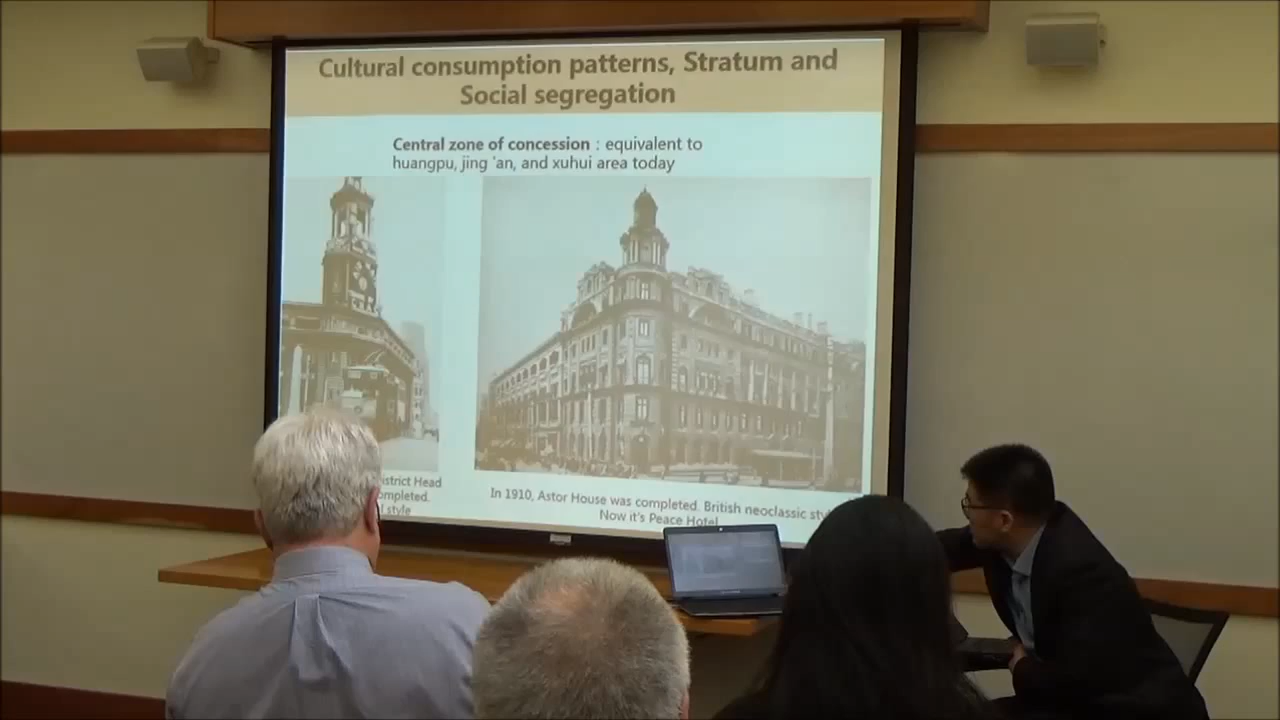 Cultural consumption patterns, Stratum and
Social segregation
Central zone of concession : equivalent to
huangpu, jing 'an, and xuhui area today
istrict Head
ompleted.
style
In 1910, Astor House was completed. British neoclassic sty
Now it's Peace Hotel